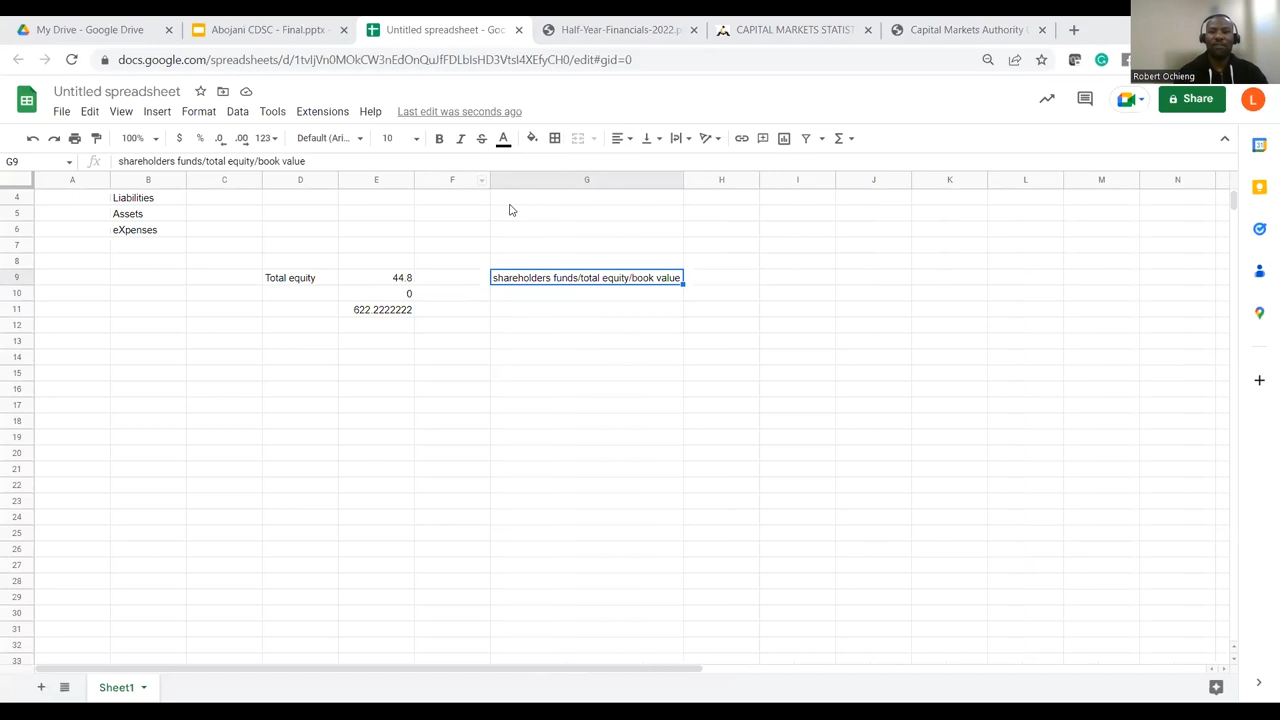 My Drive - Google Drive
Abojani CDSC - Final.pptx -
Untitled spreadsheet - Goo
Half-Year-Financials-2022.p
CAPITAL MARKETS STATIST
Capital Markets Authority (
docs.google.com/spreadsheets/d/1tvIjVn0MOkCW3nEdOnQuJfFDLbIsHD3VtsI4XEfyCH0/edit#gid=0
Robert Ochieng
Untitled spreadsheet
File Edit View Insert Format Data Tools Extensions Help Last edit was seconds ago
Share
L
100% $ % .0 .00 123 Default (Ari... 10 B I S A
G9 fx shareholders funds/total equity/book value
A B C D E F G H I J K L M N
4 Liabilities
5 Assets
6 eXpenses
7
8
9 Total equity 44.8 shareholders funds/total equity/book value
10 0
11 622.2222222
12
13
14
15
16
17
18
19
20
21
22
23
24
25
26
27
28
29
30
31
32
33
Sheet1